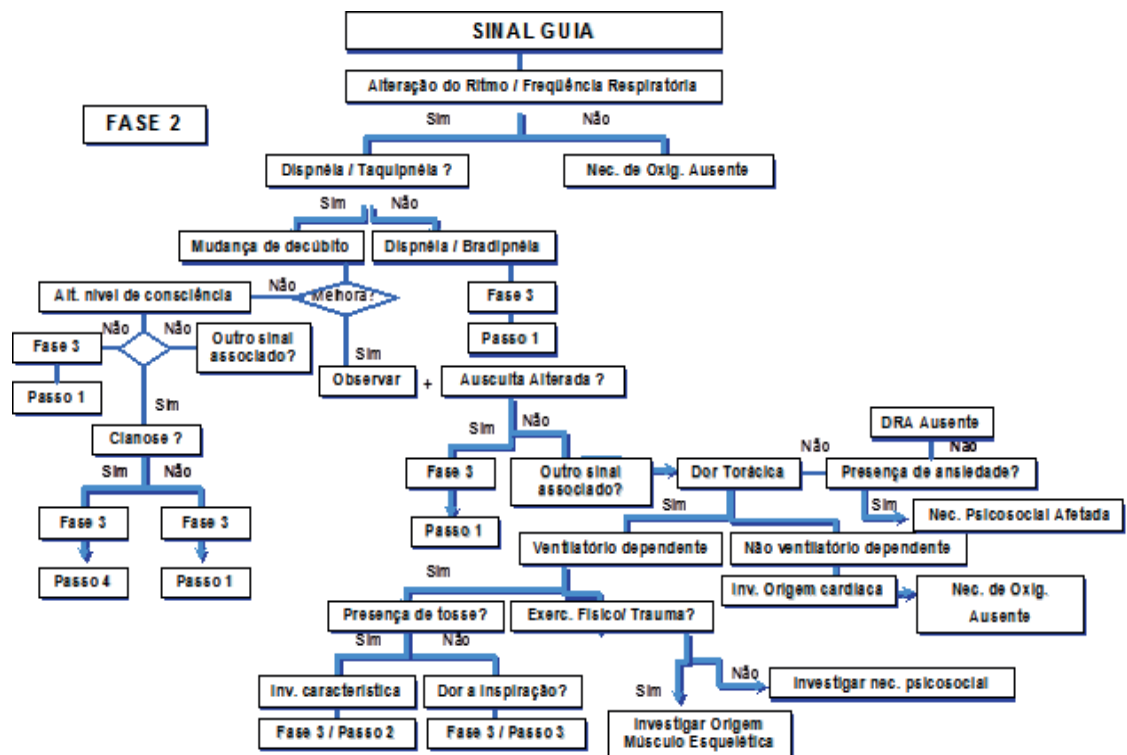 SINAL GUIA
Alteração do Ritmo / Freqüência Respiratória
FASE 2
Sim
Não
Dispnéia / Taquipnéia ?
Nec. de Oxig. Ausente
Sim
Não
Mudança de decúbito
Dispnéia / Bradipnéia
Alt. nivel de consciência
Não
Melhora?
Fase 3
Passo 1
Não
Não
Fase 3
Outro sinal
associado?
Passo 1
Sim
Sim
Observar
+
Ausculta Alterada ?
Cianose ?
Sim
Não
Sim
Não
DRA Ausente
Não
Não
Fase 3
Outro sinal
associado?
Dor Torácica
Presença de ansiedade?
Passo 1
Sim
Sim
Nec. Psicosocial Afetada
Fase 3
Fase 3
Passo 4
Passo 1
Ventilatório dependente
Não ventilatório dependente
Sim
Inv. Origem cardiaca
Nec. de Oxig.
Ausente
Presença de tosse?
Exerc. Fisico/ Trauma?
Sim
Não
Inv. caracteristica
Dor a Inspiração?
Sim
Não
Investigar nec. psicosocial
Fase 3 / Passo 2
Fase 3 / Passo 3
Investigar Origem
Músculo Esquelética